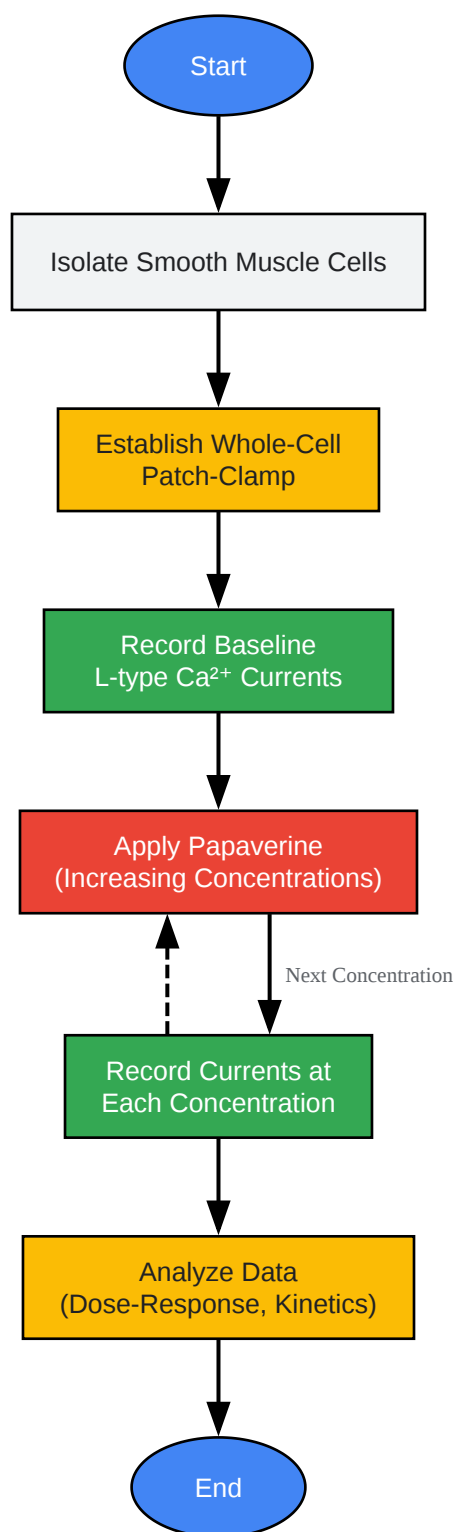 Start
Isolate Smooth Muscle Cells
Establish Whole-Cell
Patch-Clamp
Record Baseline
L-type Ca²⁺ Currents
Apply Papaverine
(Increasing Concentrations)
Next Concentration
Record Currents at
Each Concentration
Analyze Data
(Dose-Response, Kinetics)
End